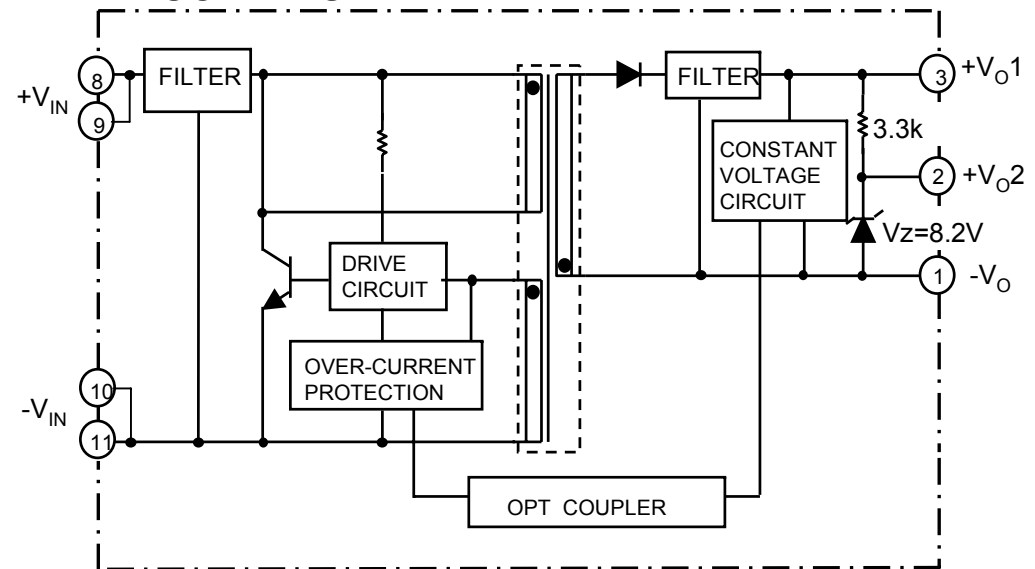 8
FILTER
FILTER
3
+VO1
+VIN
9
3.3k
CONSTANT
VOLTAGE
CIRCUIT
2
+VO2
Vz=8.2V
DRIVE
CIRCUIT
1
-VO
OVER-CURRENT
PROTECTION
10
-VIN
11
OPT COUPLER